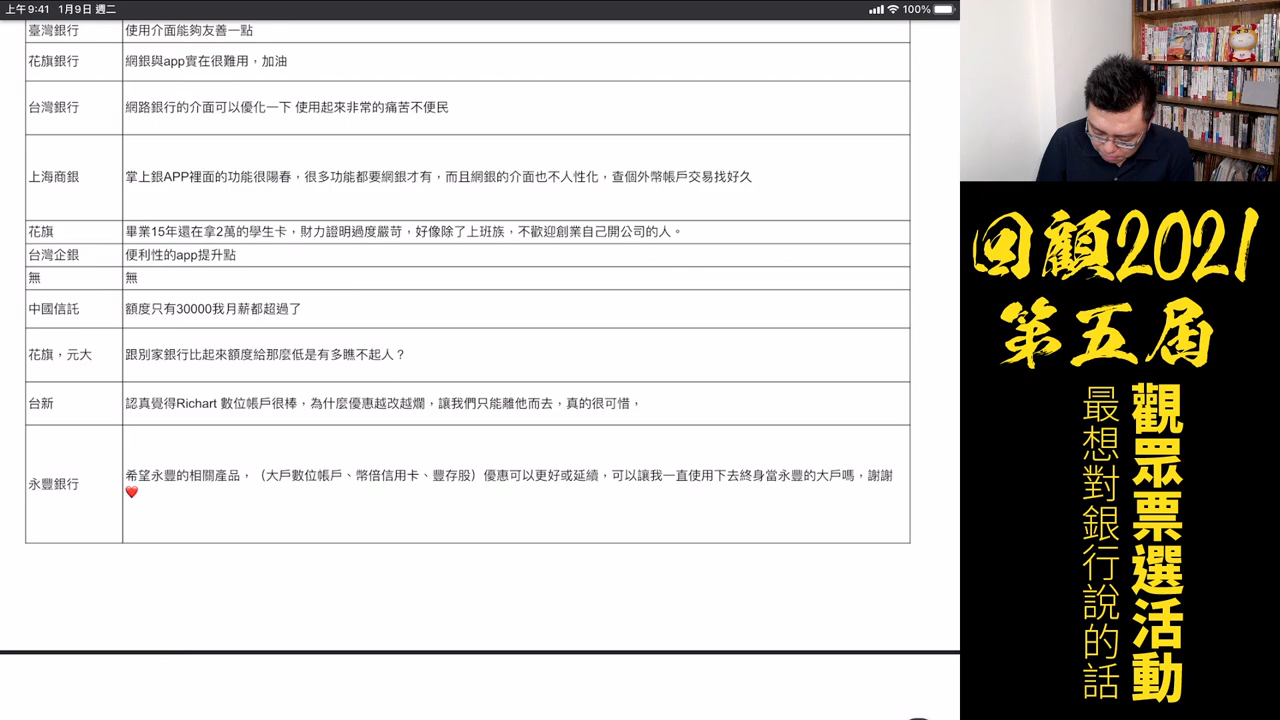 上午9:41 1月9日 週二
100%
臺灣銀行 使用介面能夠友善一點
花旗銀行 網銀與app實在很難用，加油
台灣銀行 網路銀行的介面可以優化一下 使用起來非常的痛苦不便民
上海商銀 掌上銀APP裡面的功能很陽春，很多功能都要網銀才有，而且網銀的介面也不人性化，查個外幣帳戶交易找好久
花旗 畢業15年還在拿2萬的學生卡，財力證明過度嚴苛，好像除了上班族，不歡迎創業自己開公司的人。
台灣企銀 便利性的app提升點
無 無
中國信託 額度只有30000我月薪都超過了
花旗，元大 跟別家銀行比起來額度給那麼低是有多瞧不起人？
台新 認真覺得Richart 數位帳戶很棒，為什麼優惠越改越爛，讓我們只能離他而去，真的很可惜，
永豐銀行 希望永豐的相關產品，（大戶數位帳戶、幣倍信用卡、豐存股）優惠可以更好或延續，可以讓我一直使用下去終身當永豐的大戶嗎，謝謝
❤️
回顧2021
第五屆
觀眾票選活動
最想對銀行說的話